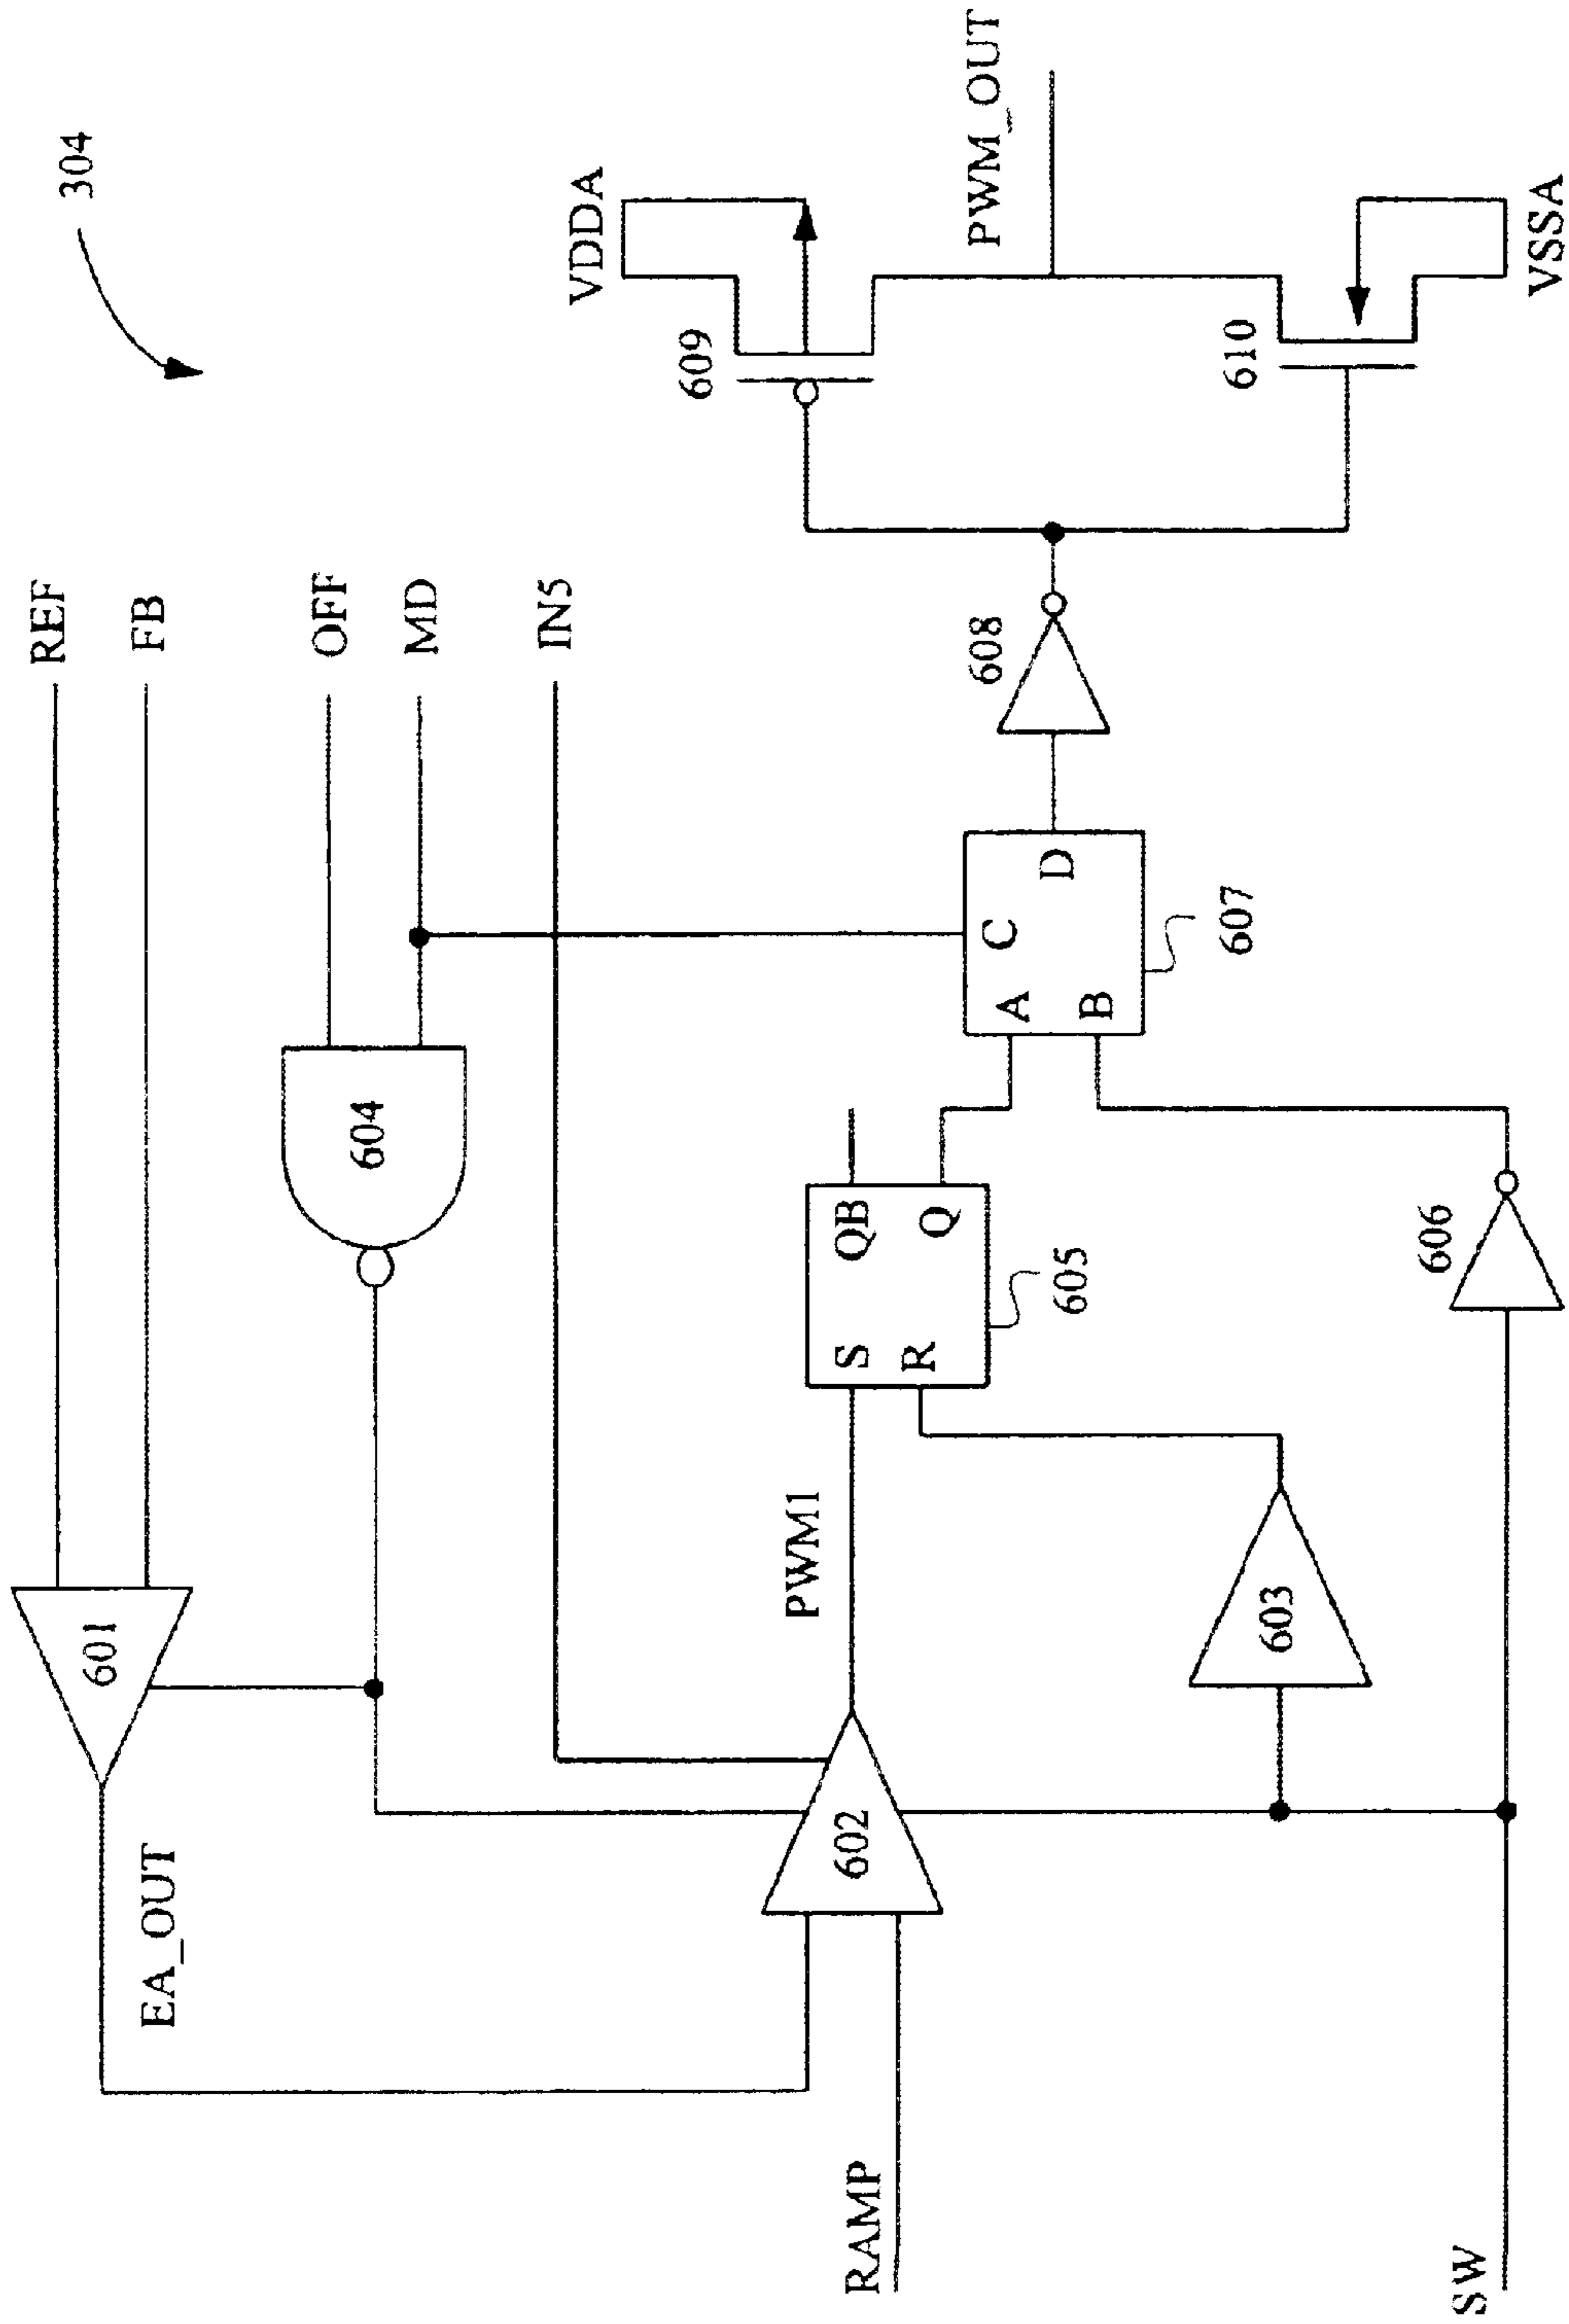 304
REF
FB
OFF
MD
IN5
601
604
EA_OUT
VDDA
609
PWM_OUT
610
VSSA
608
C
D
A
B
607
PWM1
S
QB
R
Q
605
602
603
606
RAMP
SW